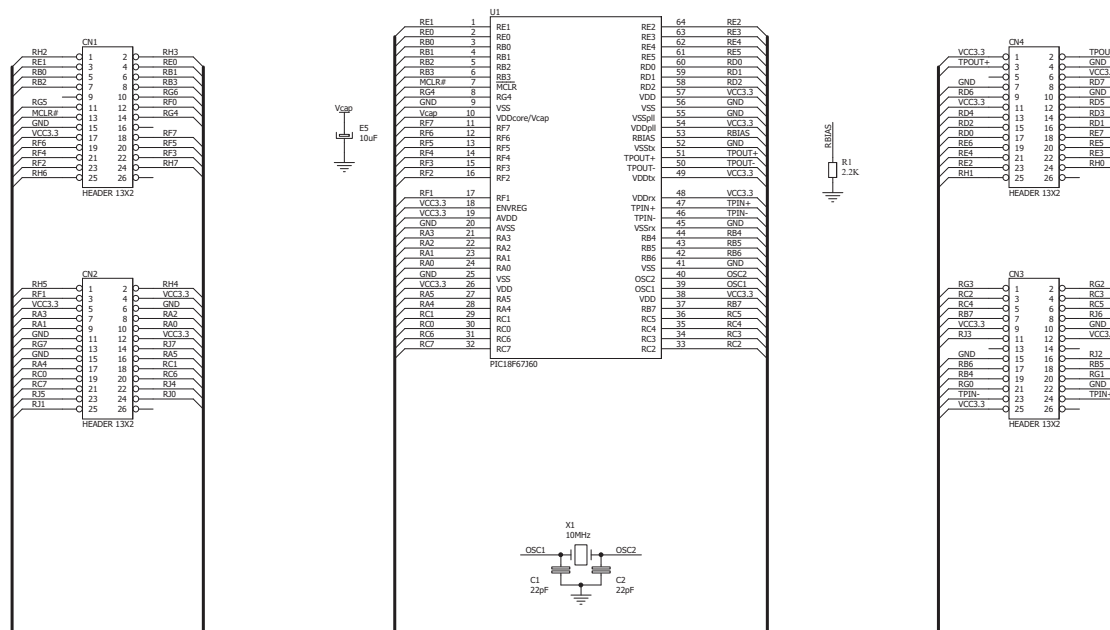 CN1
RH2 1 2 RH3
RE1 3 4 RE0
RB0 5 6 RB1
RB2 7 8 RB3
9 10 RG6
RG5 11 12 RF0
MCLR# 13 14 RG4
GND 15 16
VCC3.3 17 18 RF7
RF6 19 20 RF5
RF4 21 22 RF3
RF2 23 24 RH7
RH6 25 26
HEADER 13X2
CN2
RH5 1 2 RH4
RF1 3 4 VCC3.3
VCC3.3 5 6 GND
RA3 7 8 RA2
RA1 9 10 RA0
GND 11 12 VCC3.3
RG7 13 14 RJ7
GND 15 16 RA5
RA4 17 18 RC1
RC0 19 20 RC6
RC7 21 22 RJ4
RJ5 23 24 RJ0
RJ1 25 26
HEADER 13X2
Vcap
E5
10uF
U1
RE1 1 RE1 RE2 64 RE2
RE0 2 RE0 RE3 63 RE3
RB0 3 RB0 RE4 62 RE4
RB1 4 RB1 RE5 61 RE5
RB2 5 RB2 RD0 60 RD0
RB3 6 RB3 RD1 59 RD1
MCLR# 7 MCLR RD2 58 RD2
RG4 8 RG4 VDD 57 VCC3.3
GND 9 VSS VSS 56 GND
Vcap 10 VDDcore/Vcap VSSpll 55 GND
RF7 11 RF7 VDDpll 54 VCC3.3
RF6 12 RF6 RBIAS 53 RBIAS
RF5 13 RF5 VSStx 52 GND
RF4 14 RF4 TPOUT+ 51 TPOUT+
RF3 15 RF3 TPOUT- 50 TPOUT-
RF2 16 RF2 VDDtx 49 VCC3.3
RF1 17 RF1 VDDrx 48 VCC3.3
VCC3.3 18 ENVREG TPIN+ 47 TPIN+
VCC3.3 19 AVDD TPIN- 46 TPIN-
GND 20 AVSS VSSrx 45 GND
RA3 21 RA3 RB4 44 RB4
RA2 22 RA2 RB5 43 RB5
RA1 23 RA1 RB6 42 RB6
RA0 24 RA0 VSS 41 GND
GND 25 VSS OSC2 40 OSC2
VCC3.3 26 VDD OSC1 39 OSC1
RA5 27 RA5 VDD 38 VCC3.3
RA4 28 RA4 RB7 37 RB7
RC1 29 RC1 RC5 36 RC5
RC0 30 RC0 RC4 35 RC4
RC6 31 RC6 RC3 34 RC3
RC7 32 RC7 RC2 33 RC2
PIC18F67J60
X1
10MHz
OSC1 OSC2
C1 C2
22pF 22pF
RBIAS
R1
2.2K
CN4
VCC3.3 1 2 TPOU
TPOUT+ 3 4 GND
5 6 VCC3.
GND 7 8 RD7
RD6 9 10 GND
VCC3.3 11 12 RD5
RD4 13 14 RD3
RD2 15 16 RD1
RD0 17 18 RE7
RE6 19 20 RE5
RE4 21 22 RE3
RE2 23 24 RH0
RH1 25 26
HEADER 13X2
CN3
RG3 1 2 RG2
RC2 3 4 RC3
RC4 5 6 RC5
RB7 7 8 RJ6
VCC3.3 9 10 GND
RJ3 11 12 VCC3.
13 14
GND 15 16 RJ2
RB6 17 18 RB5
RB4 19 20 RG1
RG0 21 22 GND
TPIN- 23 24 TPIN+
VCC3.3 25 26
HEADER 13X2